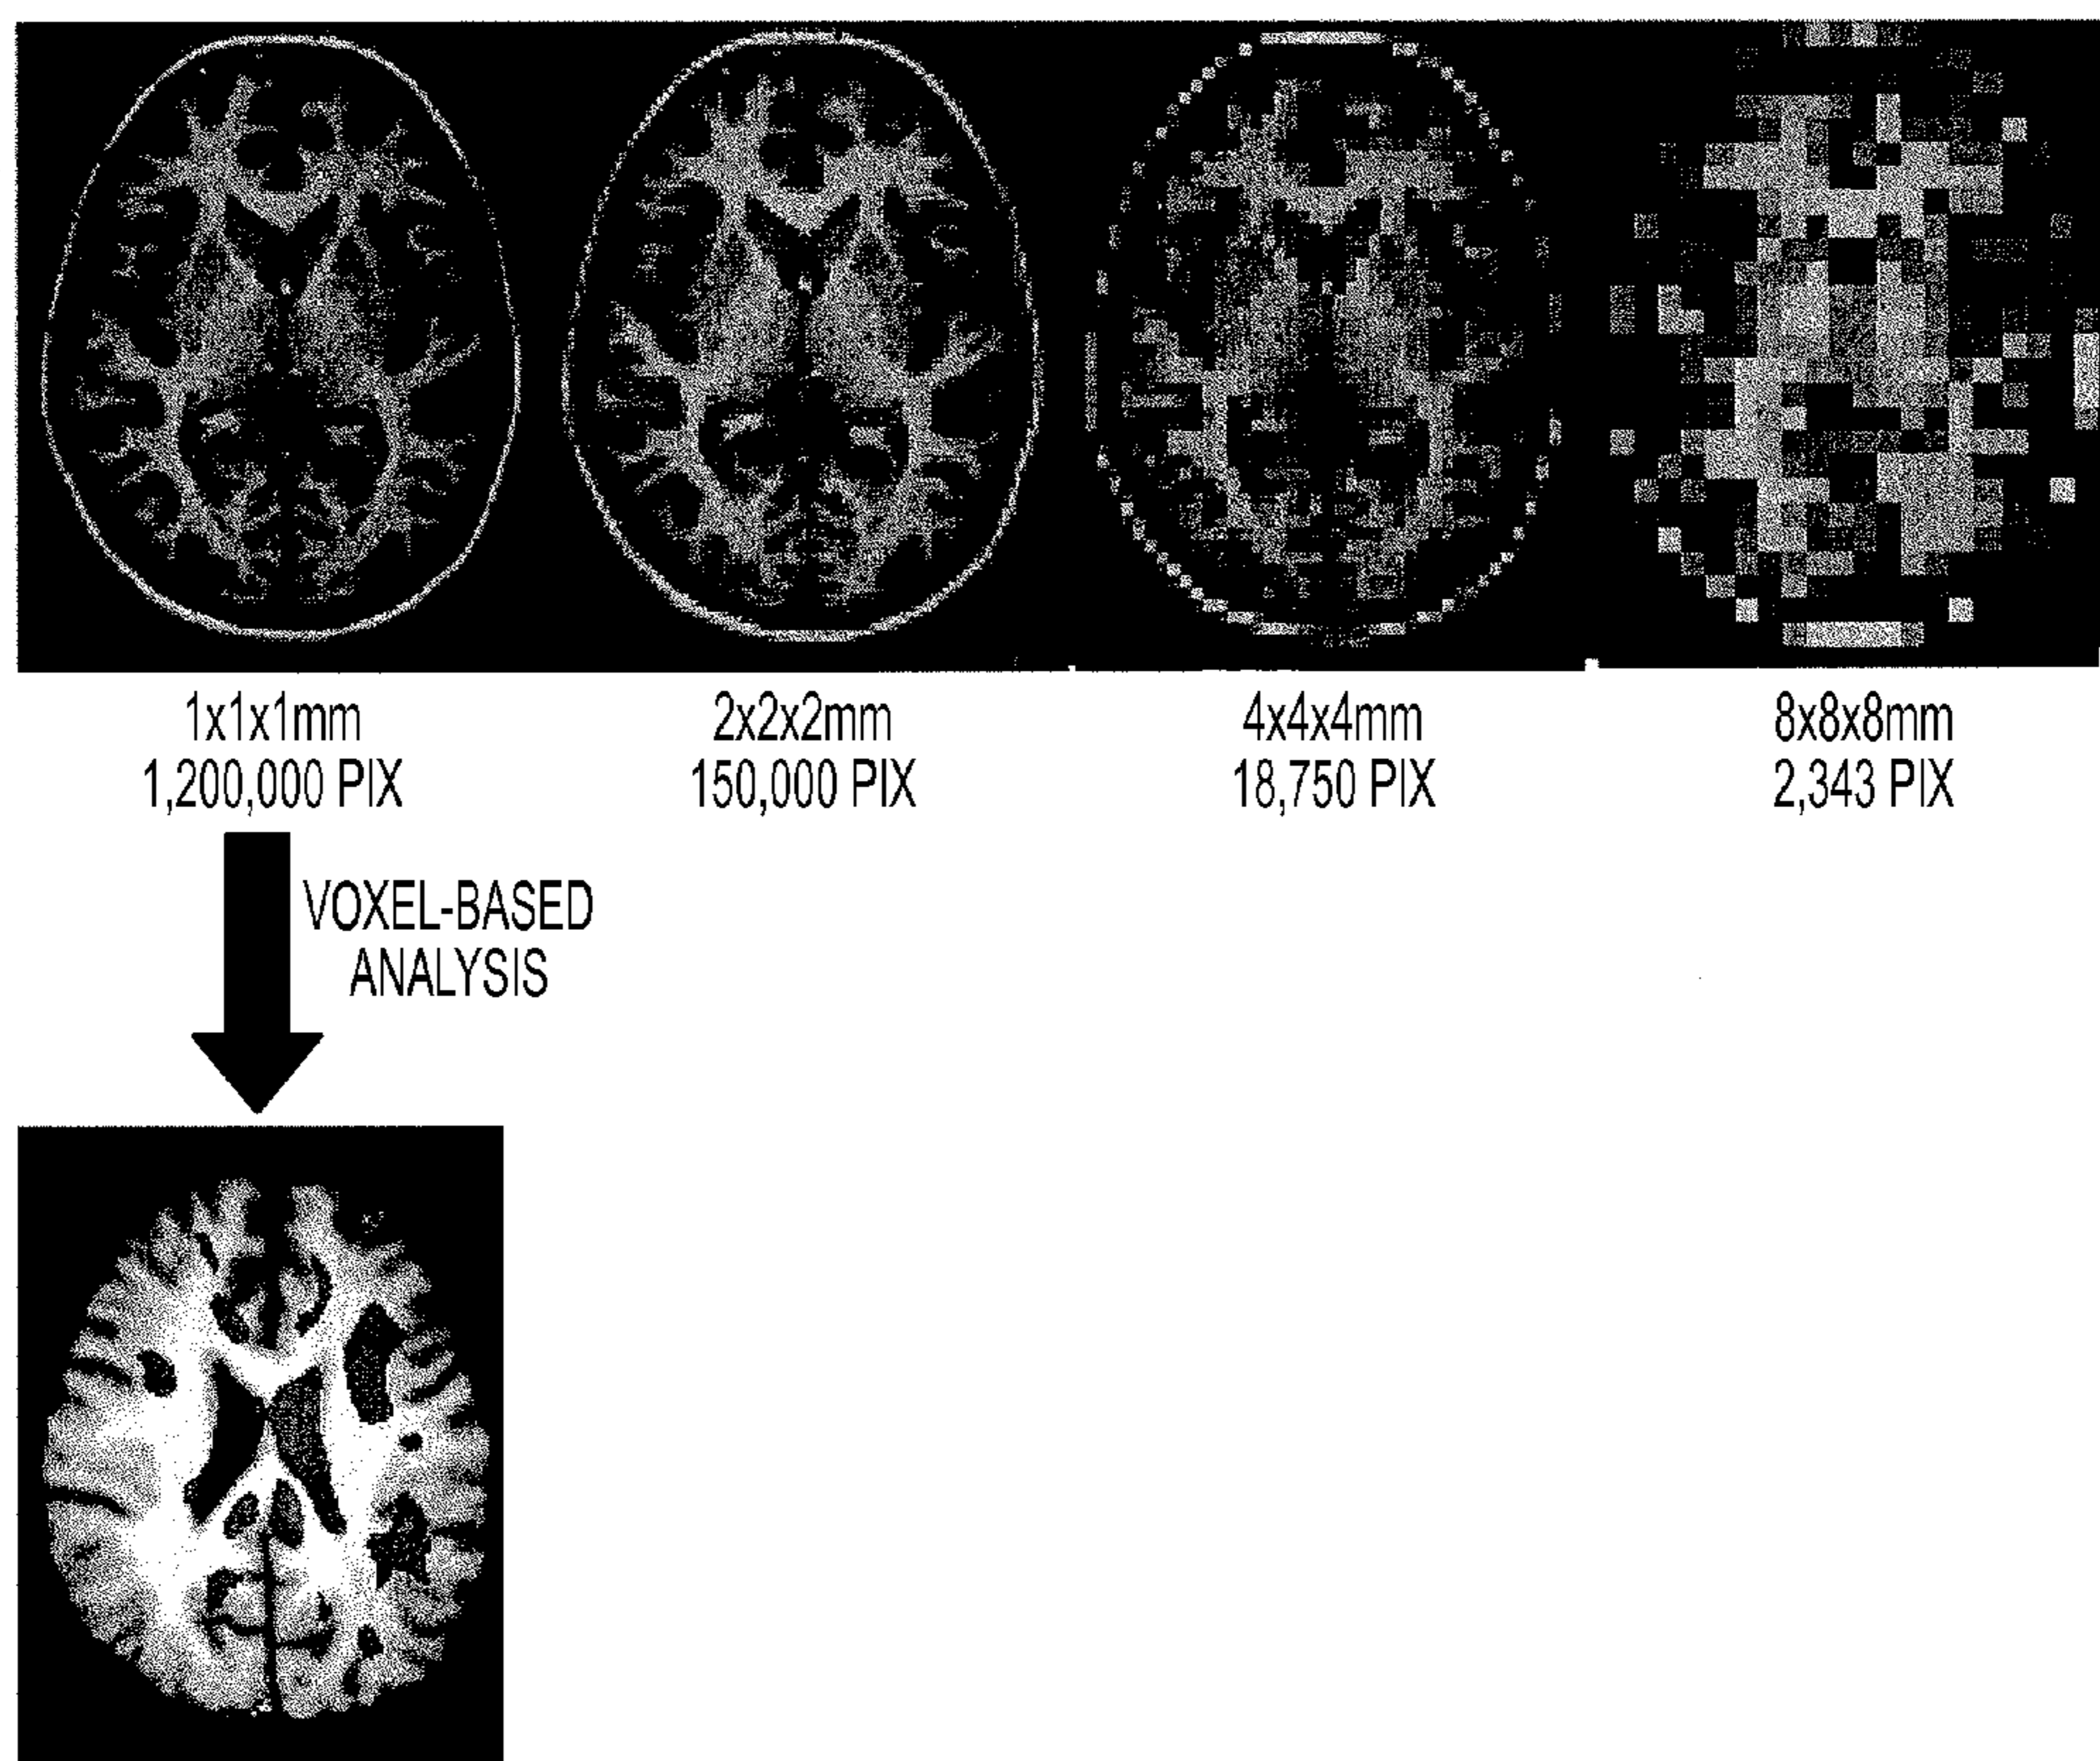 1x1x1mm
1,200,000 PIX
2x2x2mm
150,000 PIX
4x4x4mm
18,750 PIX
8x8x8mm
2,343 PIX
VOXEL-BASED
ANALYSIS